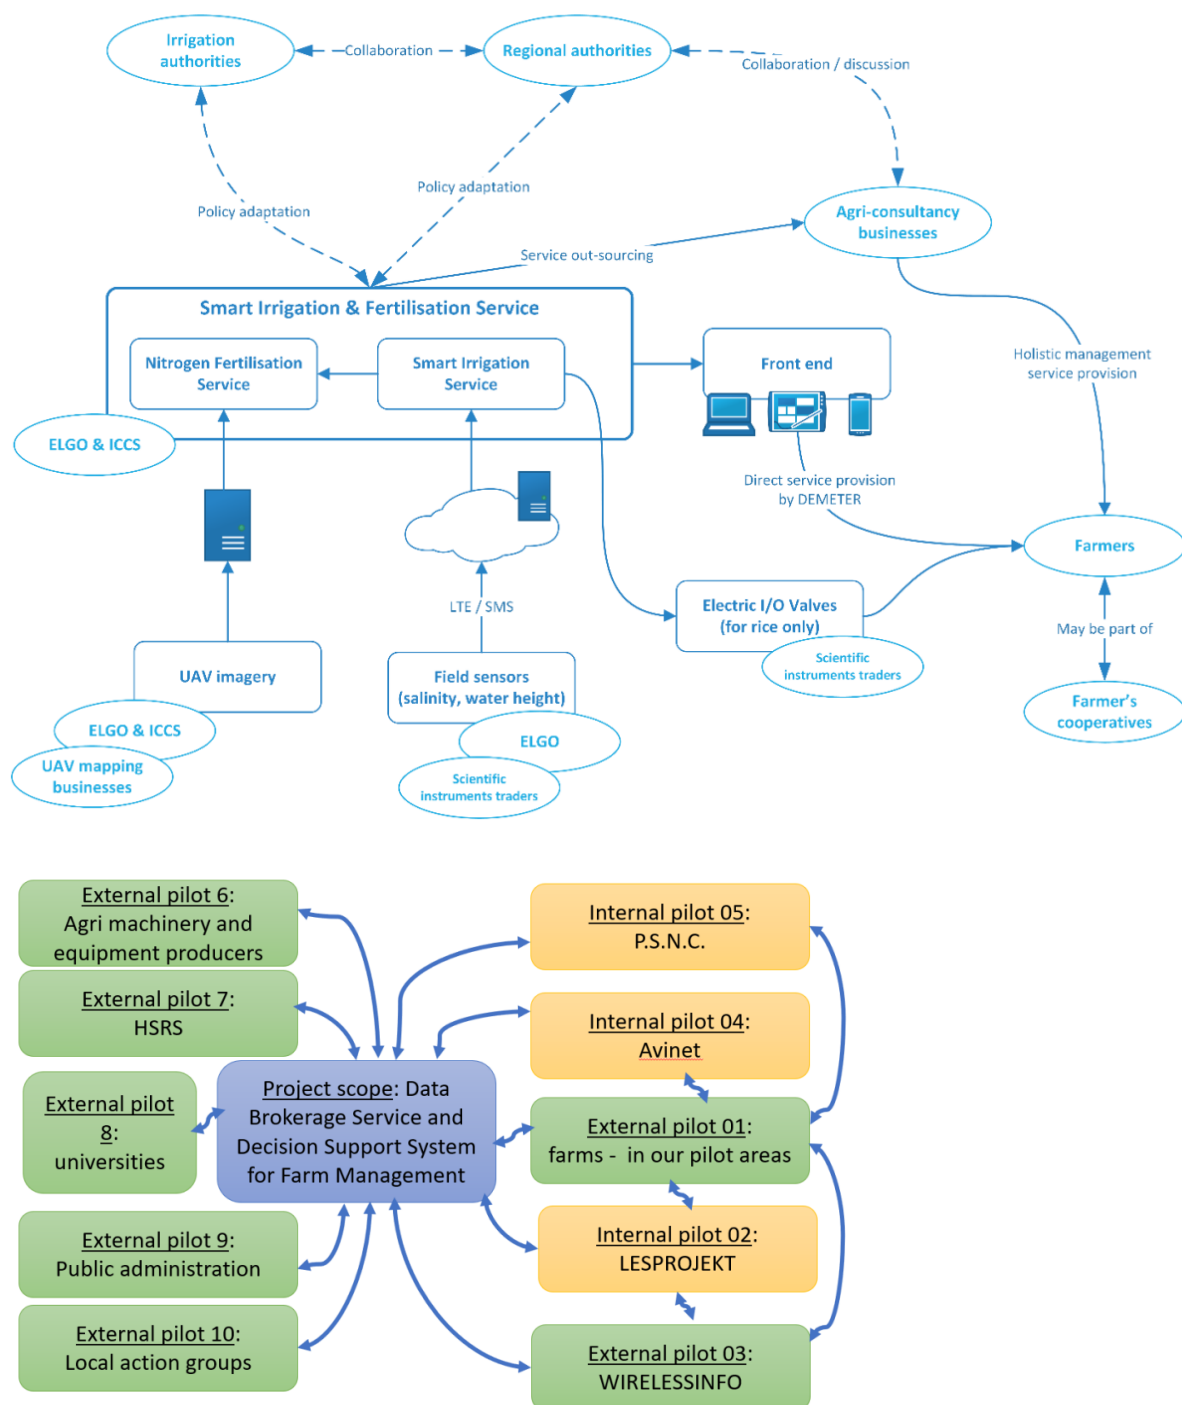 Irrigation
authorities
Collaboration
Regional authorities
Collaboration / discussion
Policy adaptation
Policy adaptation
Agri-consultancy
businesses
Service out-sourcing
Smart Irrigation & Fertilisation Service
Nitrogen Fertilisation
Service
Smart Irrigation
Service
Front end
Holistic management
service provision
ELGO & ICCS
Direct service provision
by DEMETER
Farmers
LTE / SMS
Electric I/O Valves
(for rice only)
May be part of
Scientific
instruments traders
UAV imagery
Field sensors
(salinity, water height)
Farmer's
cooperatives
ELGO & ICCS
ELGO
UAV mapping
businesses
Scientific
instruments traders
External pilot 6:
Agri machinery and
equipment producers
Internal pilot 05:
P.S.N.C.
External pilot 7:
HSRS
Internal pilot 04:
Avinet
External pilot
8:
universities
Project scope: Data
Brokerage Service and
Decision Support System
for Farm Management
External pilot 01:
farms - in our pilot areas
External pilot 9:
Public administration
Internal pilot 02:
LESPROJEKT
External pilot 10:
Local action groups
External pilot 03:
WIRELESSINFO